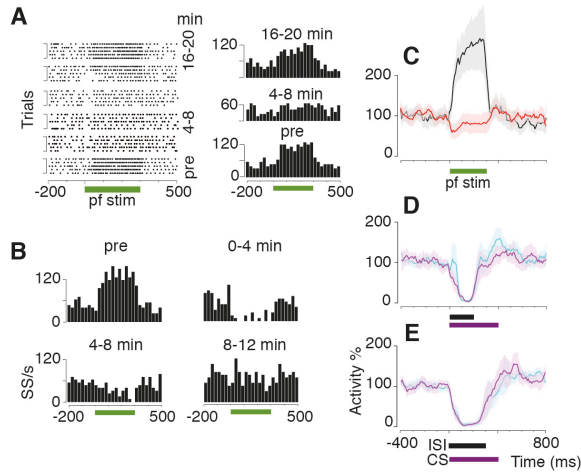 A
min
Trials
16-20
4-8
pre
-200
pf stim
500
120
0
16-20 min
60
0
4-8 min
120
0
pre
-200
500
B
pre
120
0
0-4 min
SS/s
120
0
4-8 min
8-12 min
-200
500
-200
500
C
200
100
0
pf stim
D
200
100
0
E
Activity %
200
100
0
-400
ISI
CS
800
Time (ms)